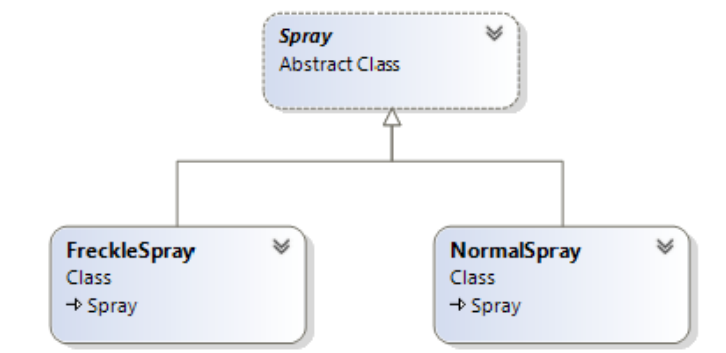 Spray
Abstract Class
FreckleSpray
Class
Spray
NormalSpray
Class
Spray